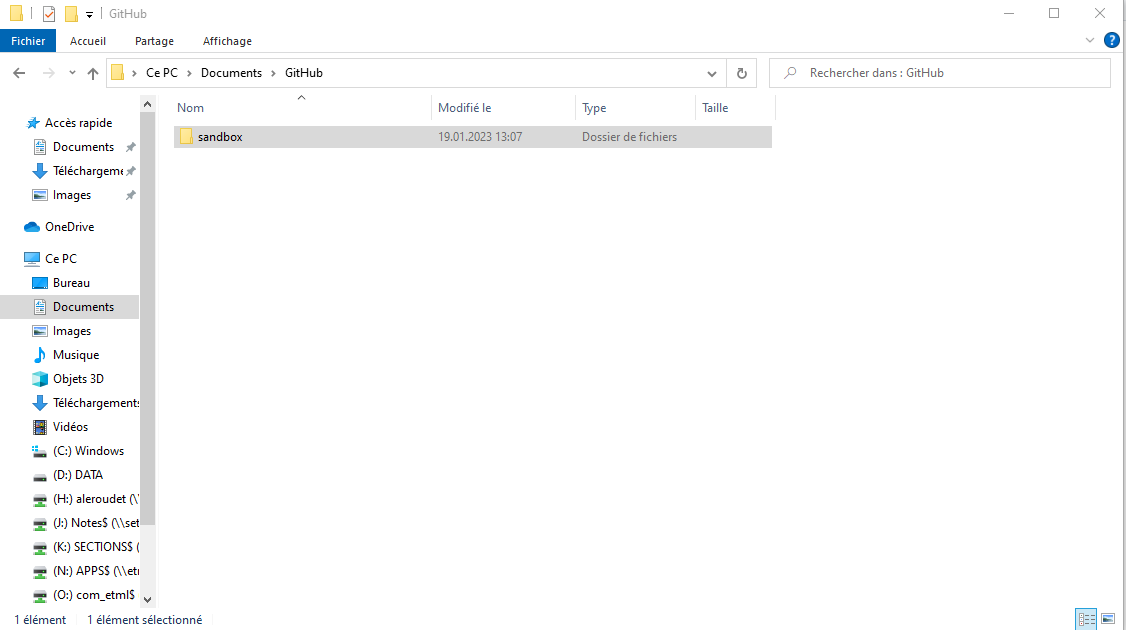 GitHub
Fichier Accueil Partage Affichage
Ce PC Documents GitHub Rechercher dans : GitHub
Nom Modifié le Type Taille
sandbox 19.01.2023 13:07 Dossier de fichiers
Accès rapide
Documents
Téléchargeme
Images
OneDrive
Ce PC
Bureau
Documents
Images
Musique
Objets 3D
Téléchargements
Vidéos
(C:) Windows
(D:) DATA
(H:) aleroudet (\\
(J:) Notes$ (\\set
(K:) SECTIONS$ (
(N:) APPS$ (\\etn
(O:) com_etml$
1 élément 1 élément sélectionné